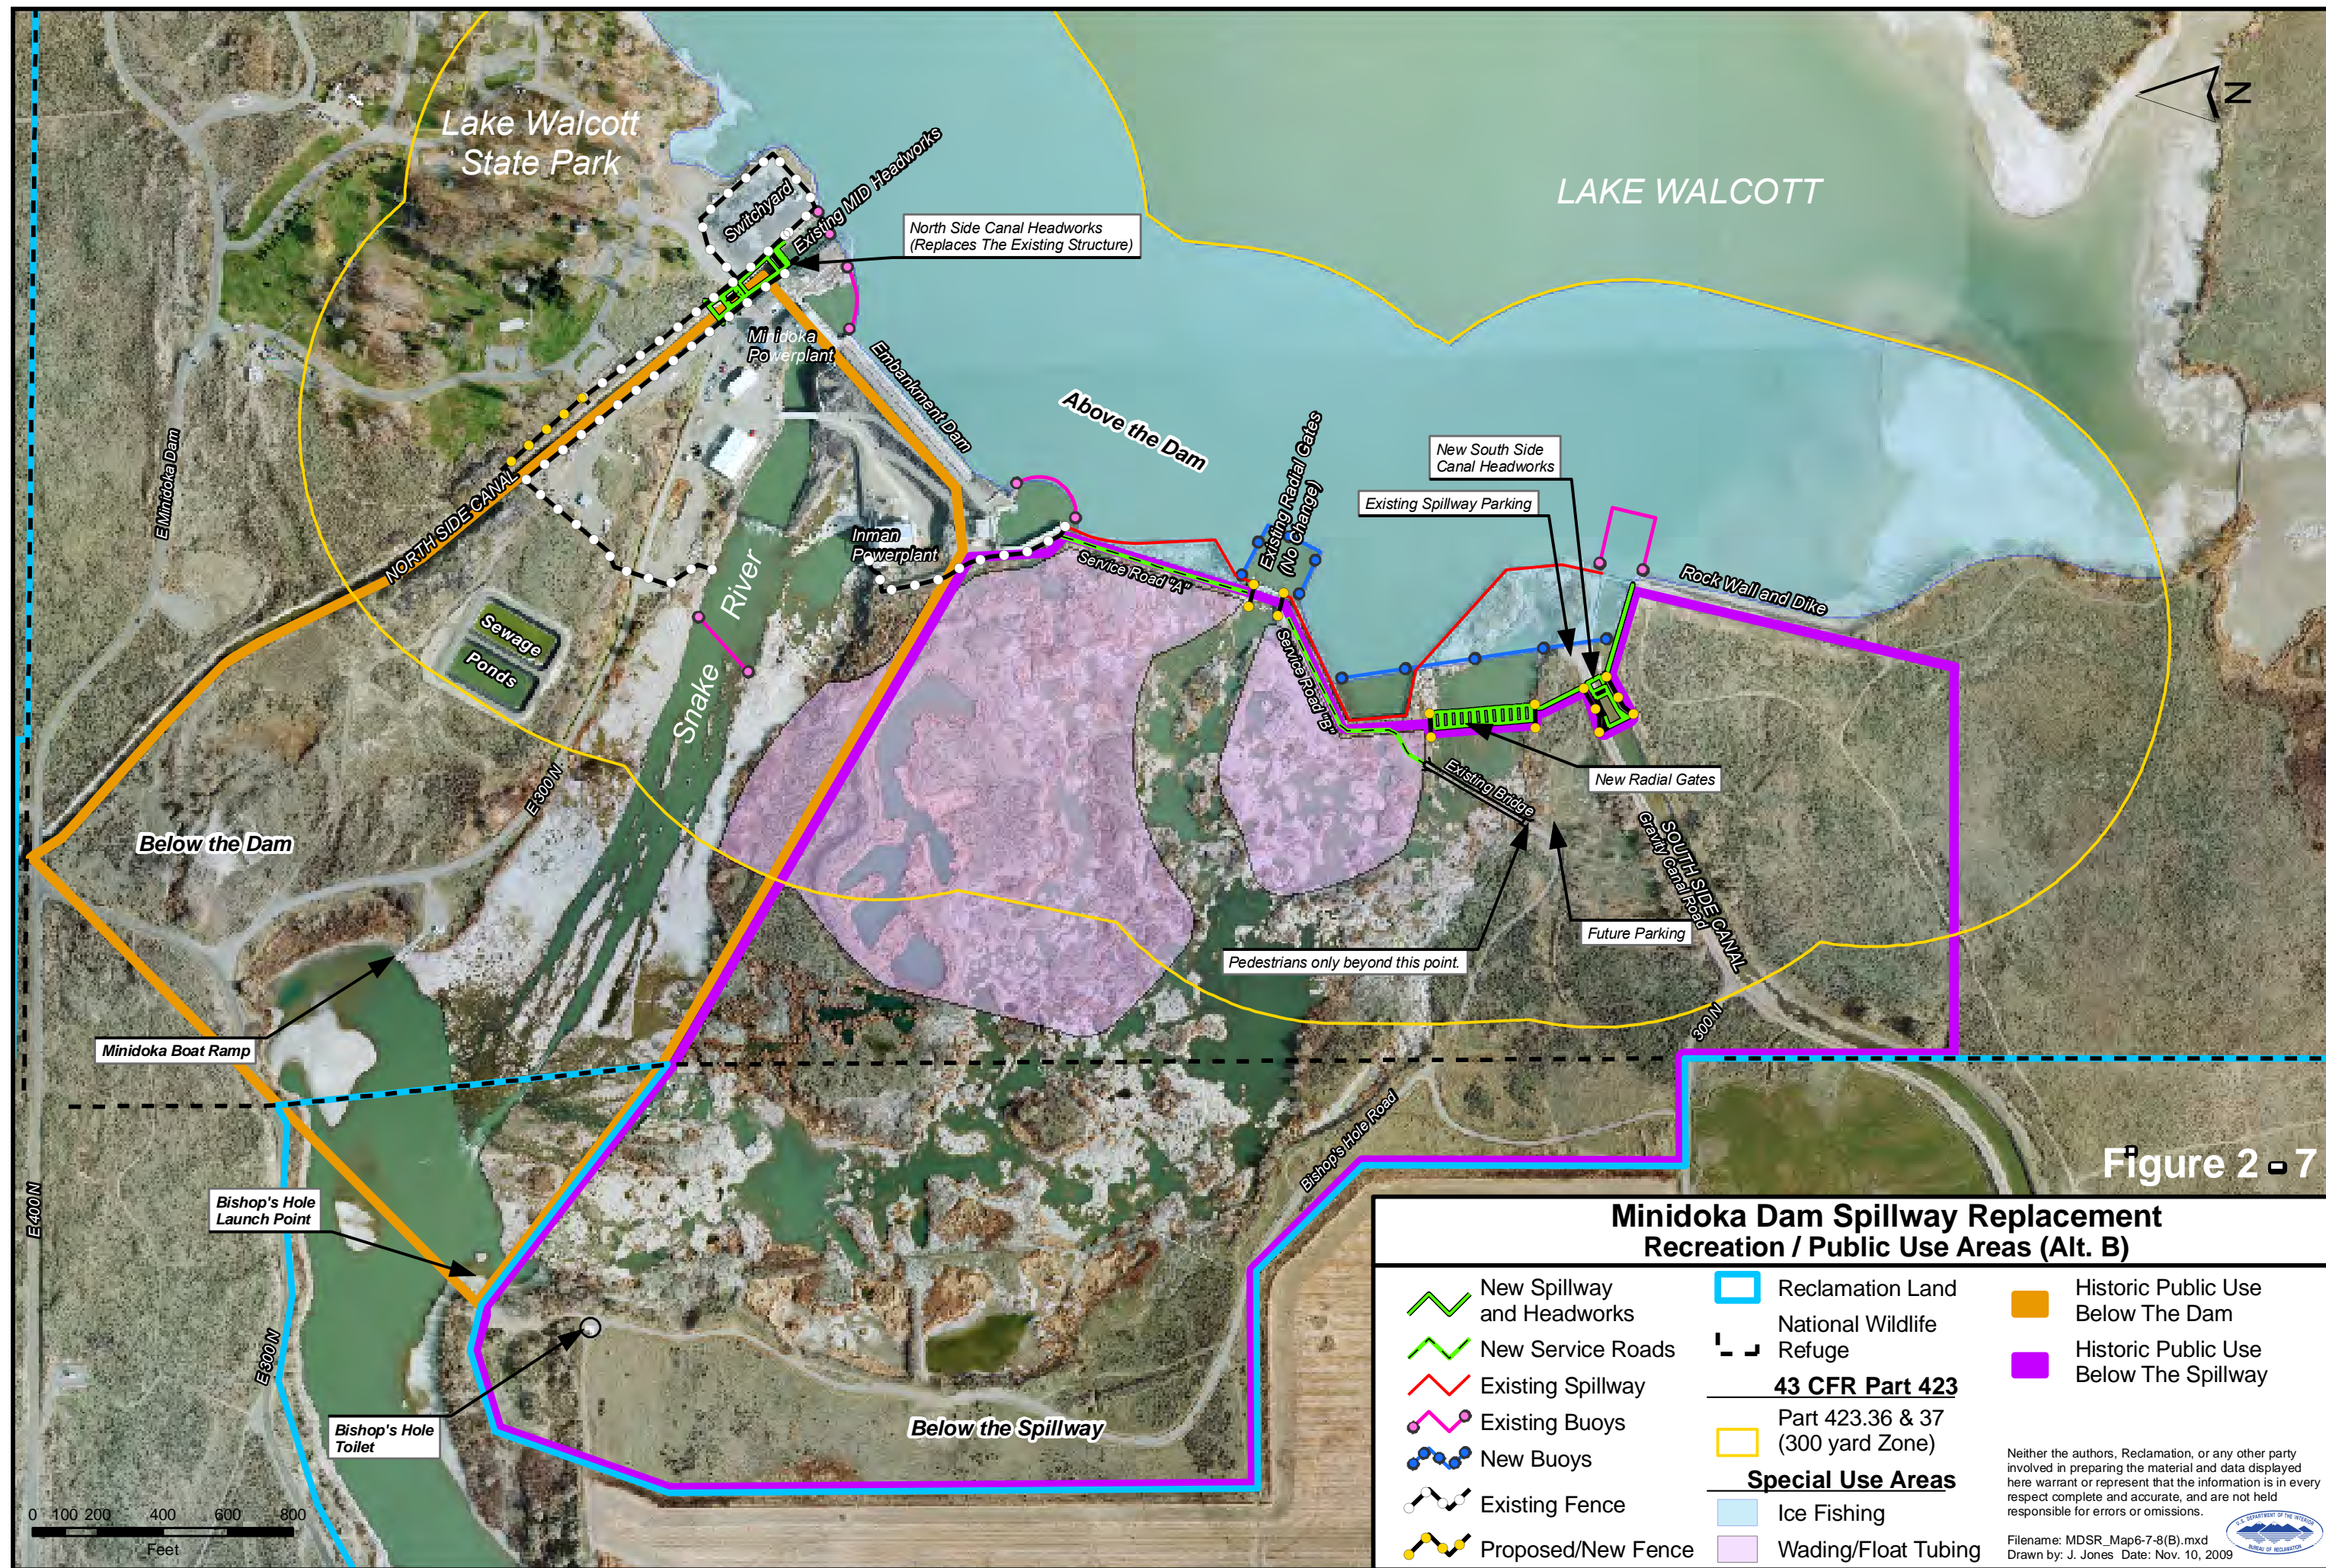 Lake Walcott
State Park
LAKE WALCOTT
N
Switchyard
Existing MID Headworks
North Side Canal Headworks
(Replaces The Existing Structure)
Minidoka
Powerplant
Embankment Dam
Above the Dam
E Minidoka Dam
NORTH SIDE CANAL
Inman
Powerplant
Service Road "A"
Existing Radial Gates
(No Change)
New South Side
Canal Headworks
Existing Spillway Parking
Rock Wall and Dike
Sewage
Ponds
Snake River
Service Road "B"
Existing Bridge
New Radial Gates
E 300 N
Below the Dam
SOUTH SIDE CANAL
Gravity Canal Road
Future Parking
Pedestrians only beyond this point.
Minidoka Boat Ramp
300 N
Bishop's Hole Road
E 400 N
Bishop's Hole
Launch Point
E 300 N
Bishop's Hole
Toilet
Below the Spillway
0 100 200 400 600 800
Feet
Figure 2 - 7
Minidoka Dam Spillway Replacement
Recreation / Public Use Areas (Alt. B)
New Spillway
and Headworks
New Service Roads
Existing Spillway
Existing Buoys
New Buoys
Existing Fence
Proposed/New Fence
Reclamation Land
National Wildlife
Refuge
43 CFR Part 423
Part 423.36 & 37
(300 yard Zone)
Special Use Areas
Ice Fishing
Wading/Float Tubing
Historic Public Use
Below The Dam
Historic Public Use
Below The Spillway
Neither the authors, Reclamation, or any other party
involved in preparing the material and data displayed
here warrant or represent that the information is in every
respect complete and accurate, and are not held
responsible for errors or omissions.
Filename: MDSR_Map6-7-8(B).mxd
Drawn by: J. Jones Date: Nov. 10, 2009
U.S. DEPARTMENT OF THE INTERIOR
BUREAU OF RECLAMATION